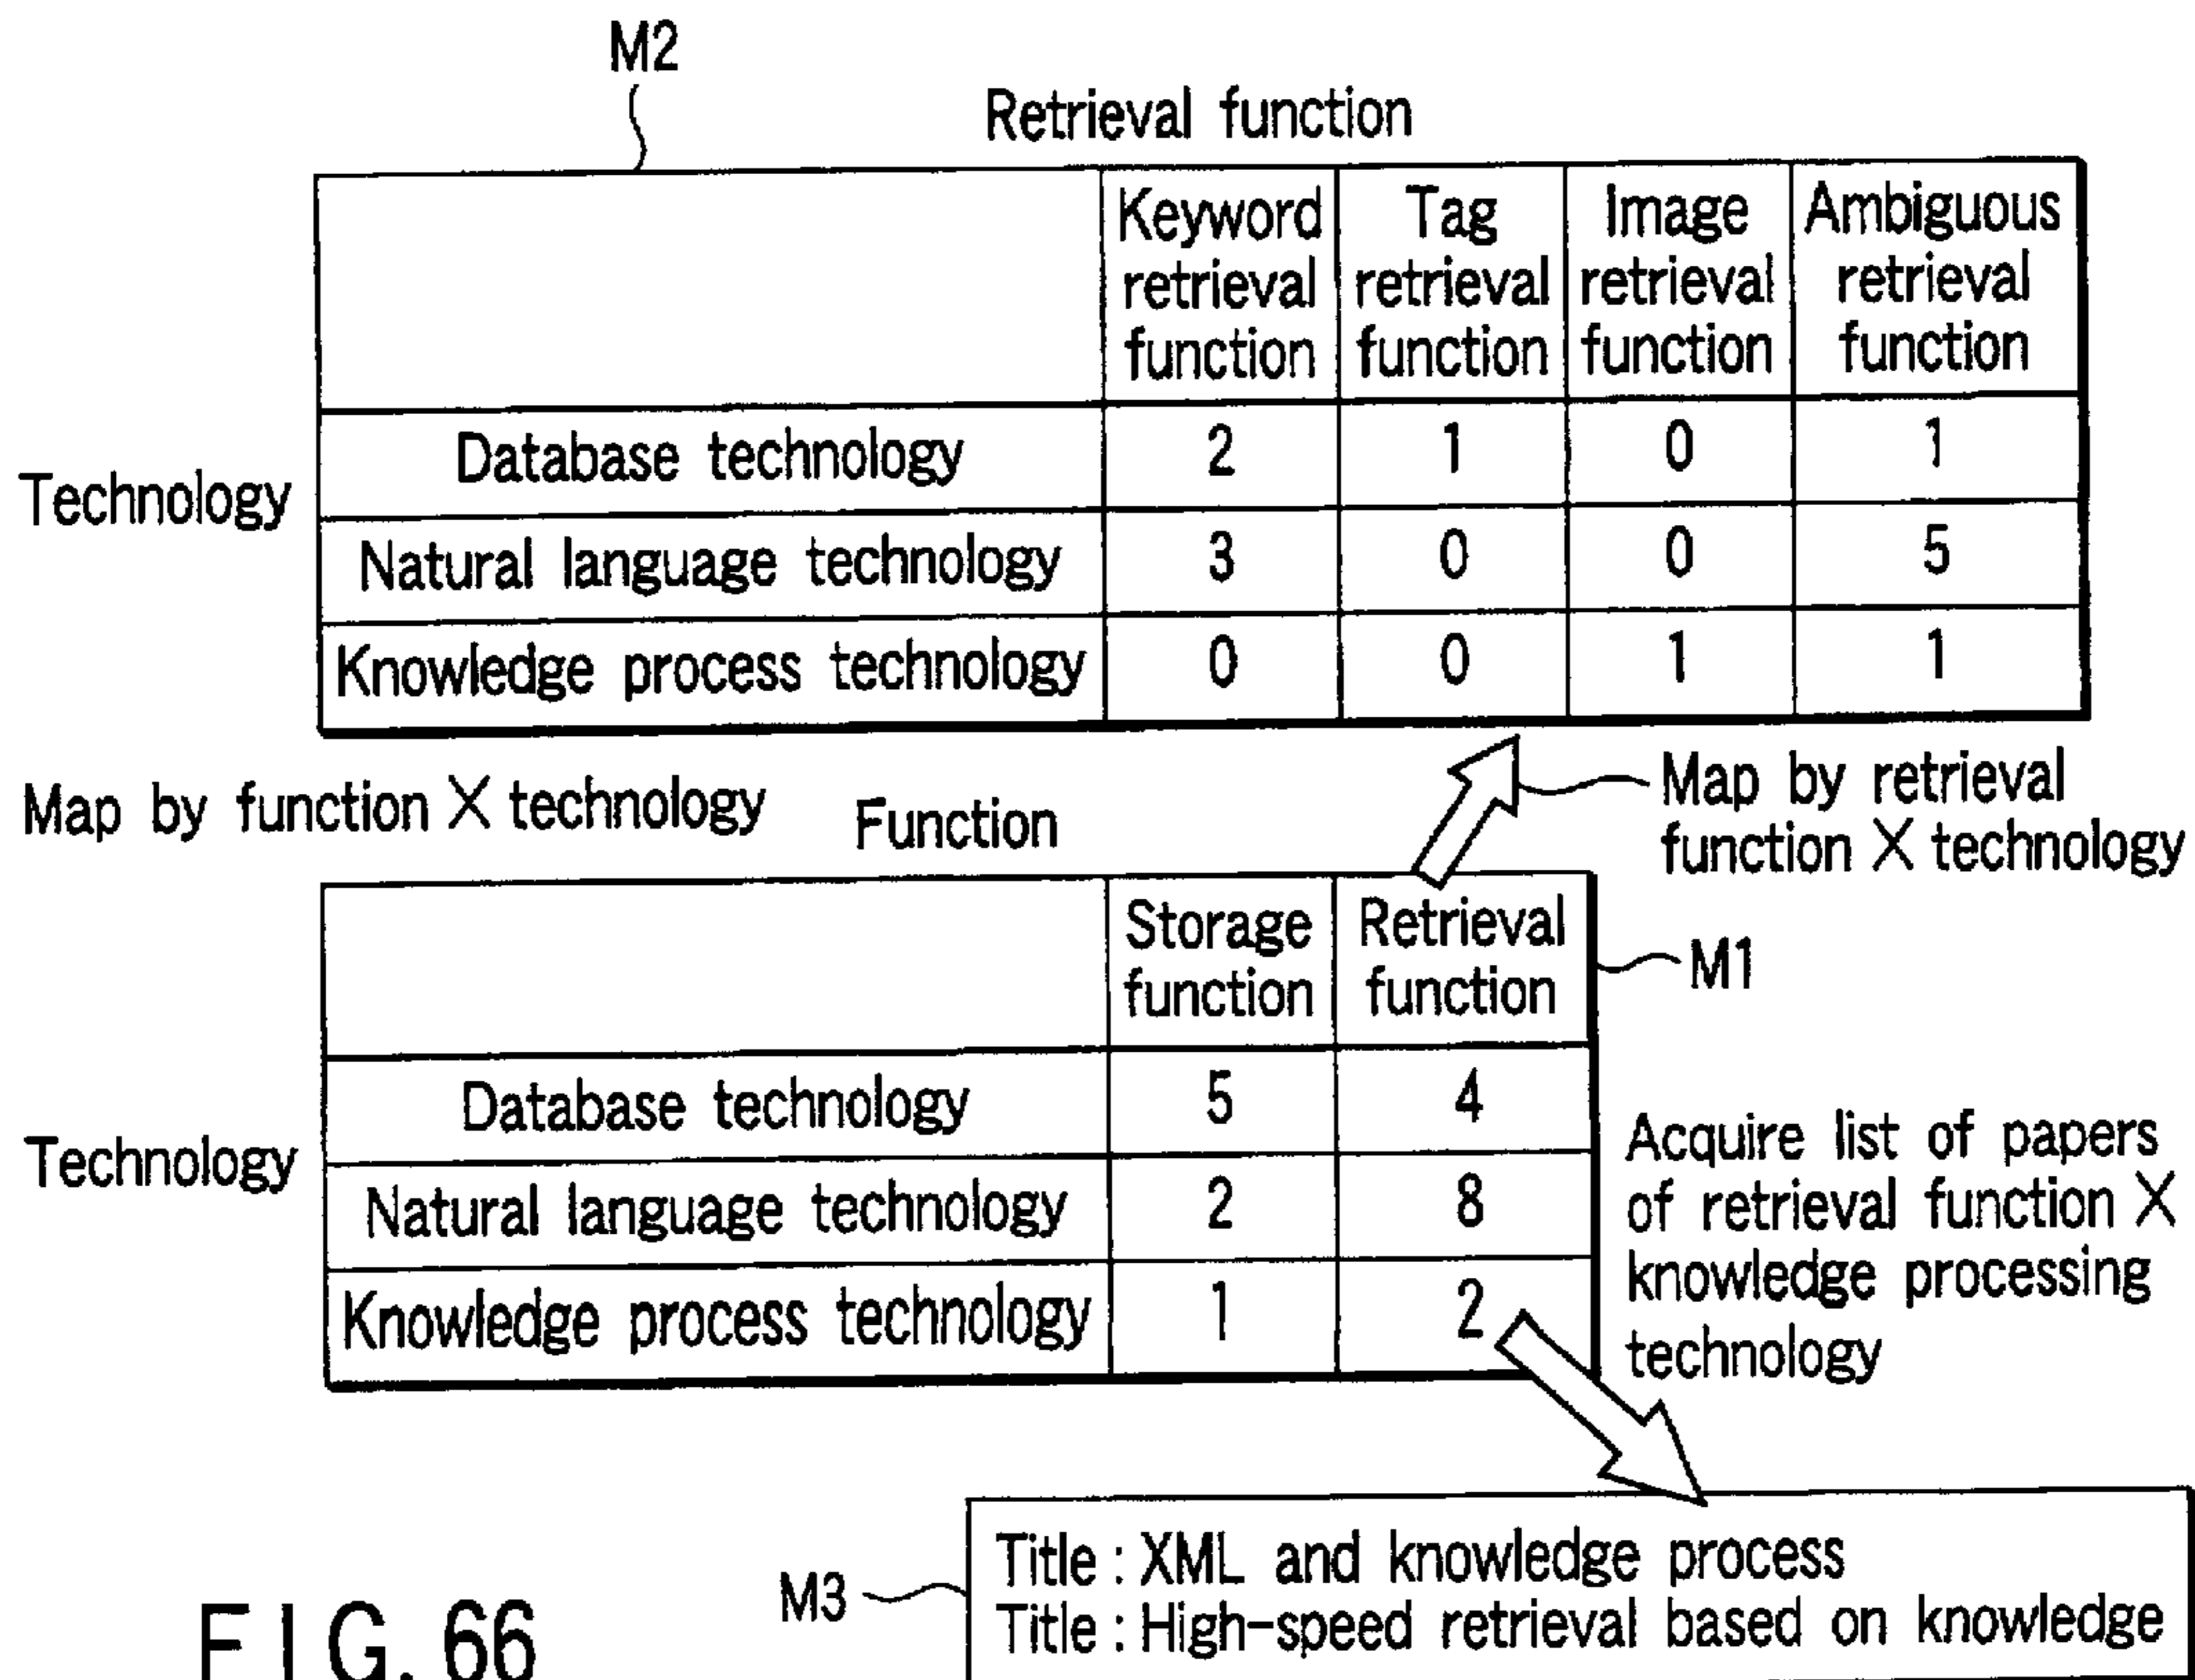 M2
Retrieval function
Keyword retrieval function
Tag retrieval function
Image retrieval function
Ambiguous retrieval function
Technology
Database technology 2 1 0 1
Natural language technology 3 0 0 5
Knowledge process technology 0 0 1 1
Map by function X technology
Map by retrieval
function X technology
Function
Storage function
Retrieval function
M1
Technology
Database technology 5 4
Natural language technology 2 8
Knowledge process technology 1 2
Acquire list of papers
of retrieval function X
knowledge processing
technology
M3
Title : XML and knowledge process
Title : High-speed retrieval based on knowledge
FIG. 66